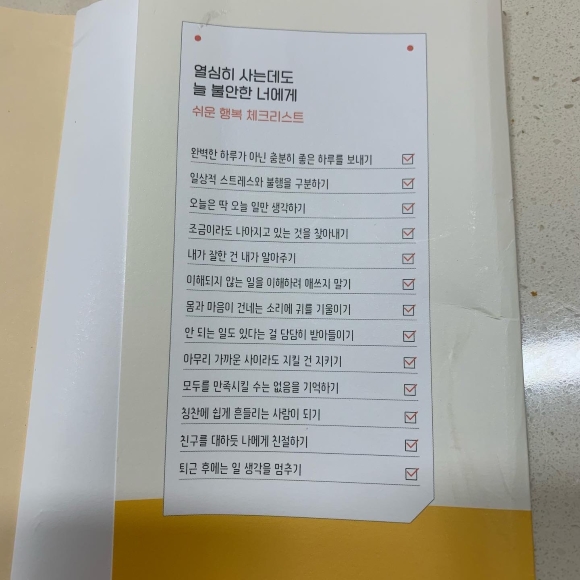 열심히 사는데도
늘 불안한 너에게
쉬운 행복 체크리스트
완벽한 하루가 아닌 충분히 좋은 하루를 보내기
일상적 스트레스와 불행을 구분하기
오늘은 딱 오늘 일만 생각하기
조금이라도 나아지고 있는 것을 찾아내기
내가 잘한 건 내가 알아주기
이해되지 않는 일을 이해하려 애쓰지 말기
몸과 마음이 건네는 소리에 귀를 기울이기
안 되는 일도 있다는 걸 담담히 받아들이기
아무리 가까운 사이라도 지킬 건 지키기
모두를 만족시킬 수는 없음을 기억하기
칭찬에 쉽게 흔들리는 사람이 되기
친구를 대하듯 나에게 친절하기
퇴근 후에는 일 생각을 멈추기